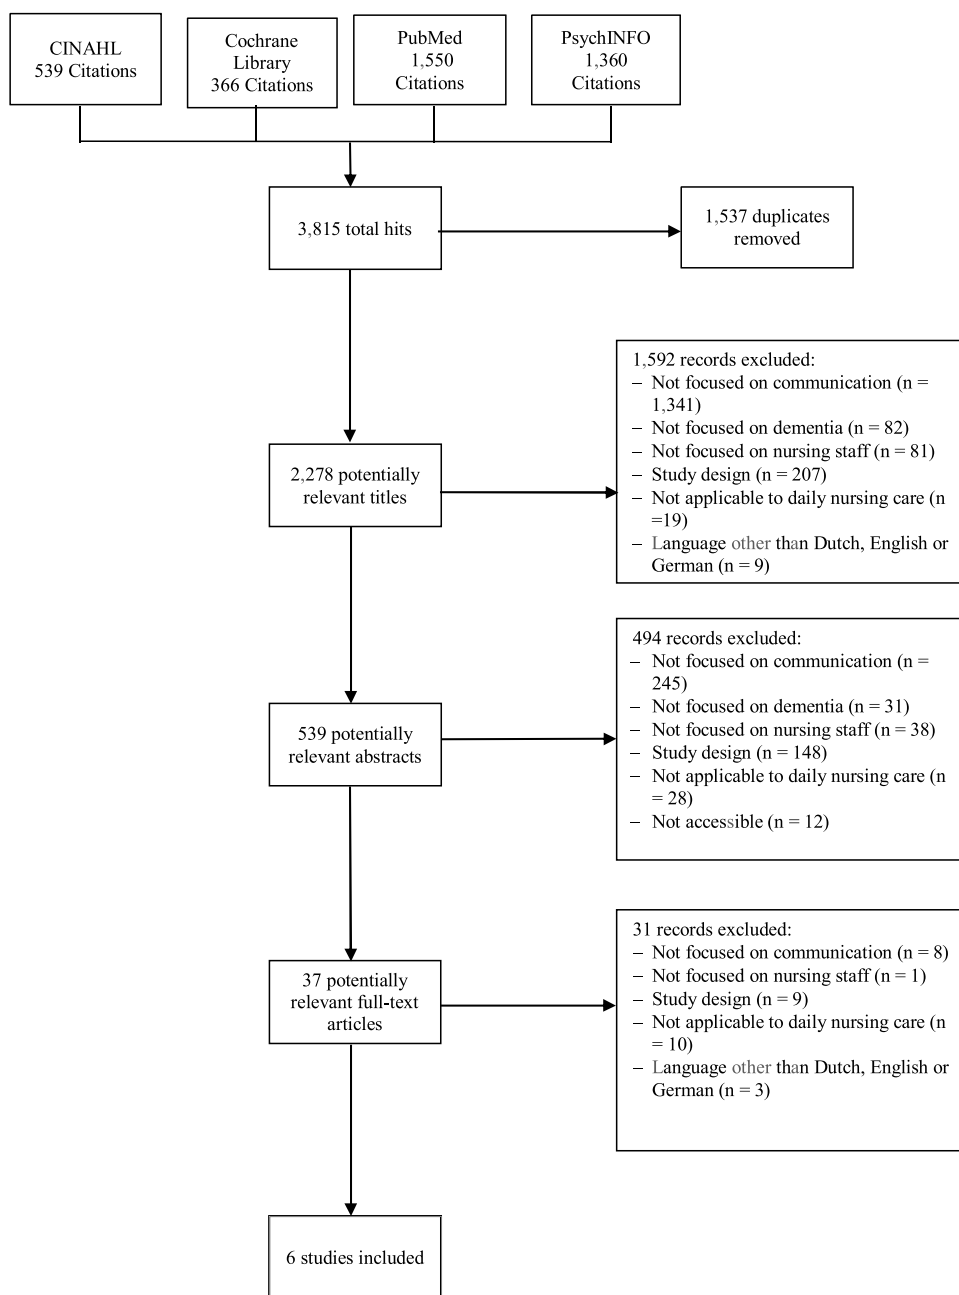 CINAHL
539 Citations
Cochrane
Library
366 Citations
PubMed
1,550
Citations
PsychINFO
1,360
Citations
3,815 total hits
1,537 duplicates
removed
1,592 records excluded:
– Not focused on communication (n =
1,341)
– Not focused on dementia (n = 82)
– Not focused on nursing staff (n = 81)
– Study design (n = 207)
– Not applicable to daily nursing care (n
=19)
– Language other than Dutch, English or
German (n = 9)
2,278 potentially
relevant titles
494 records excluded:
– Not focused on communication (n =
245)
– Not focused on dementia (n = 31)
– Not focused on nursing staff (n = 38)
– Study design (n = 148)
– Not applicable to daily nursing care (n
= 28)
– Not accessible (n = 12)
539 potentially
relevant abstracts
31 records excluded:
– Not focused on communication (n = 8)
– Not focused on nursing staff (n = 1)
– Study design (n = 9)
– Not applicable to daily nursing care (n
= 10)
– Language other than Dutch, English or
German (n = 3)
37 potentially
relevant full-text
articles
6 studies included